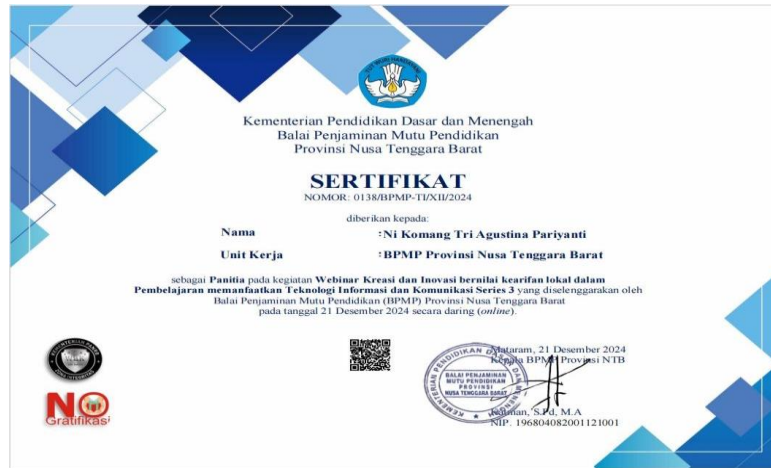 TUT WURI HANDAYANI
Kementerian Pendidikan Dasar dan Menengah
Balai Penjaminan Mutu Pendidikan
Provinsi Nusa Tenggara Barat
SERTIFIKAT
NOMOR: 0138/BPMP-TI/XII/2024
diberikan kepada:
Nama :Ni Komang Tri Agustina Pariyanti
Unit Kerja :BPMP Provinsi Nusa Tenggara Barat
sebagai Panitia pada kegiatan Webinar Kreasi dan Inovasi bernilai kearifan lokal dalam
Pembelajaran memanfaatkan Teknologi Informasi dan Komunikasi Series 3 yang diselenggarakan oleh
Balai Penjaminan Mutu Pendidikan (BPMP) Provinsi Nusa Tenggara Barat
pada tanggal 21 Desember 2024 secara daring (online).
Mataram, 21 Desember 2024
Kepala BPMP Provinsi NTB
BALAI PENJAMINAN
MUTU PENDIDIKAN
PROVINSI
NUSA TENGGARA BARAT
S.Pd, M.A
NIP. 196804082001121001
NO
Gratifikasi